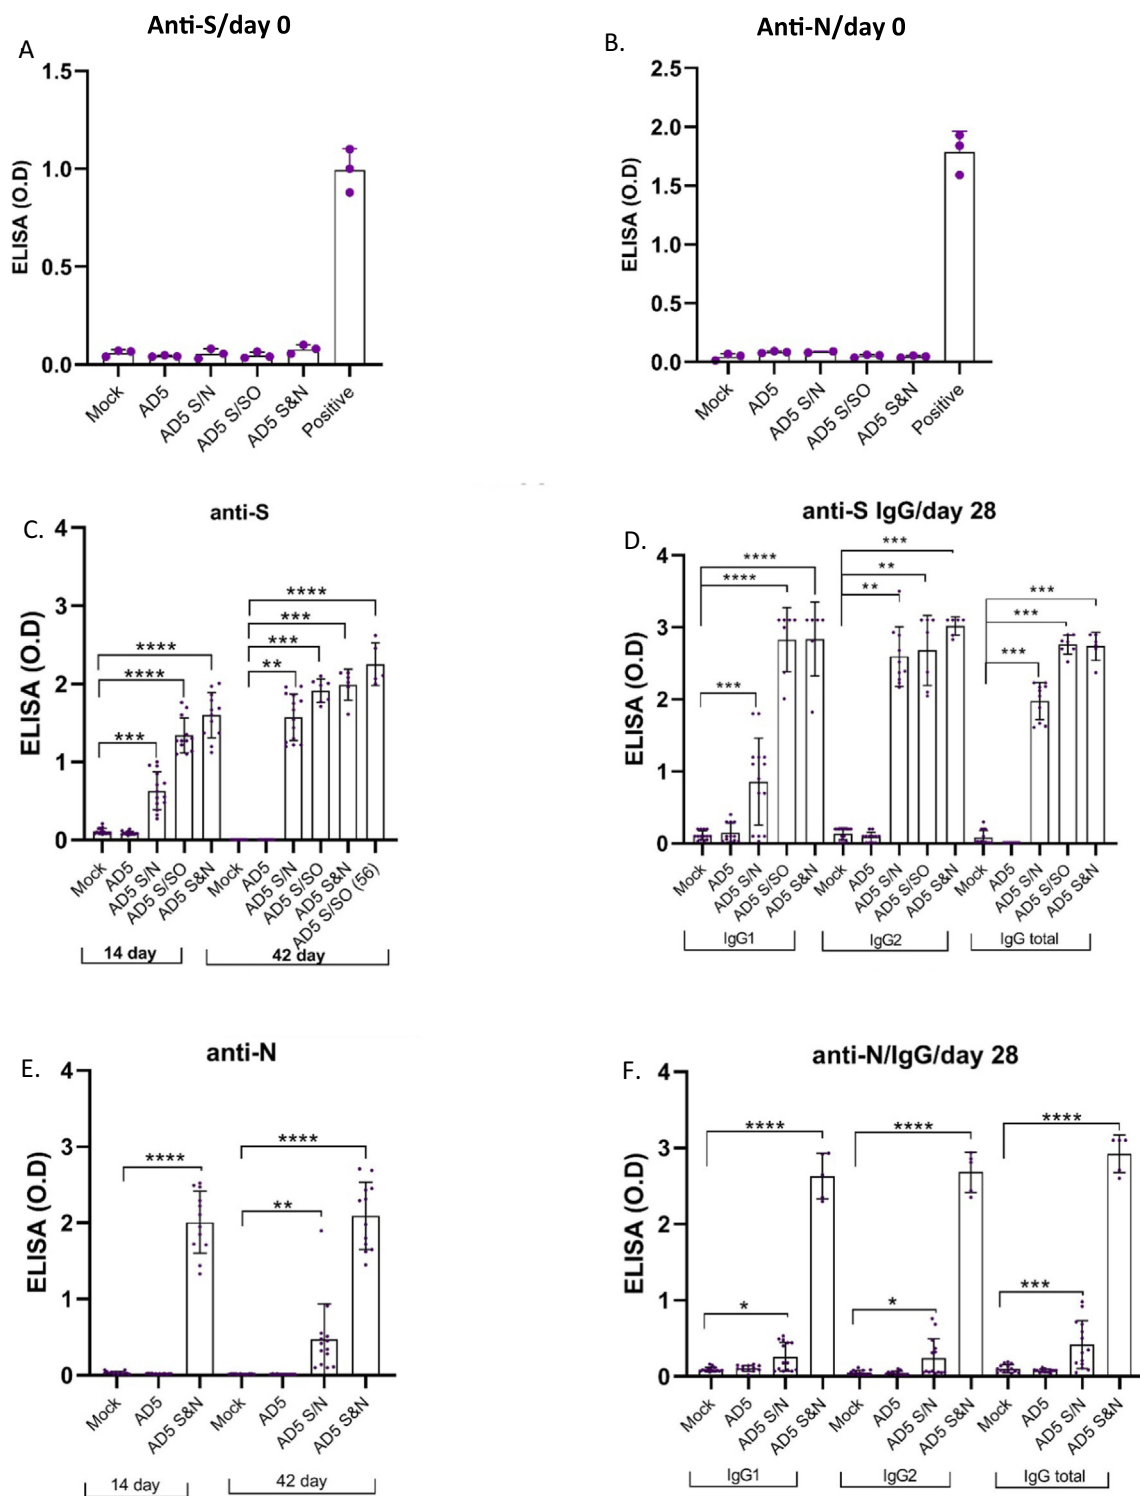 Anti-S/day 0
A
1.5
1.0
0.5
0.0
ELISA (O.D)
Mock
AD5
AD5 S/N
AD5 S/SO
AD5 S&N
Positive
Anti-N/day 0
B.
2.5
2.0
1.5
1.0
0.5
0.0
ELISA (O.D)
Mock
AD5
AD5 S/N
AD5 S/SO
AD5 S&N
Positive
anti-S
C.
4
3
2
1
0
ELISA (O.D)
***
****
****
**
***
***
****
Mock
AD5
AD5 S/N
AD5 S/SO
AD5 S&N
Mock
AD5
AD5 S/N
AD5 S/SO
AD5 S&N
AD5 S/SO (56)
14 day
42 day
anti-S IgG/day 28
D.
4
3
2
1
0
ELISA (O.D)
***
****
****
**
**
***
***
***
***
Mock
AD5
AD5 S/N
AD5 S/SO
AD5 S&N
Mock
AD5
AD5 S/N
AD5 S/SO
AD5 S&N
Mock
AD5
AD5 S/N
AD5 S/SO
AD5 S&N
IgG1
IgG2
IgG total
anti-N
E.
4
3
2
1
0
ELISA (O.D)
****
**
****
Mock
AD5
AD5 S&N
Mock
AD5
AD5 S/N
AD5 S&N
14 day
42 day
anti-N/IgG/day 28
F.
4
3
2
1
0
ELISA (O.D)
*
****
*
****
***
****
Mock
AD5
AD5 S/N
AD5 S&N
Mock
AD5
AD5 S/N
AD5 S&N
Mock
AD5
AD5 S/N
AD5 S&N
IgG1
IgG2
IgG total